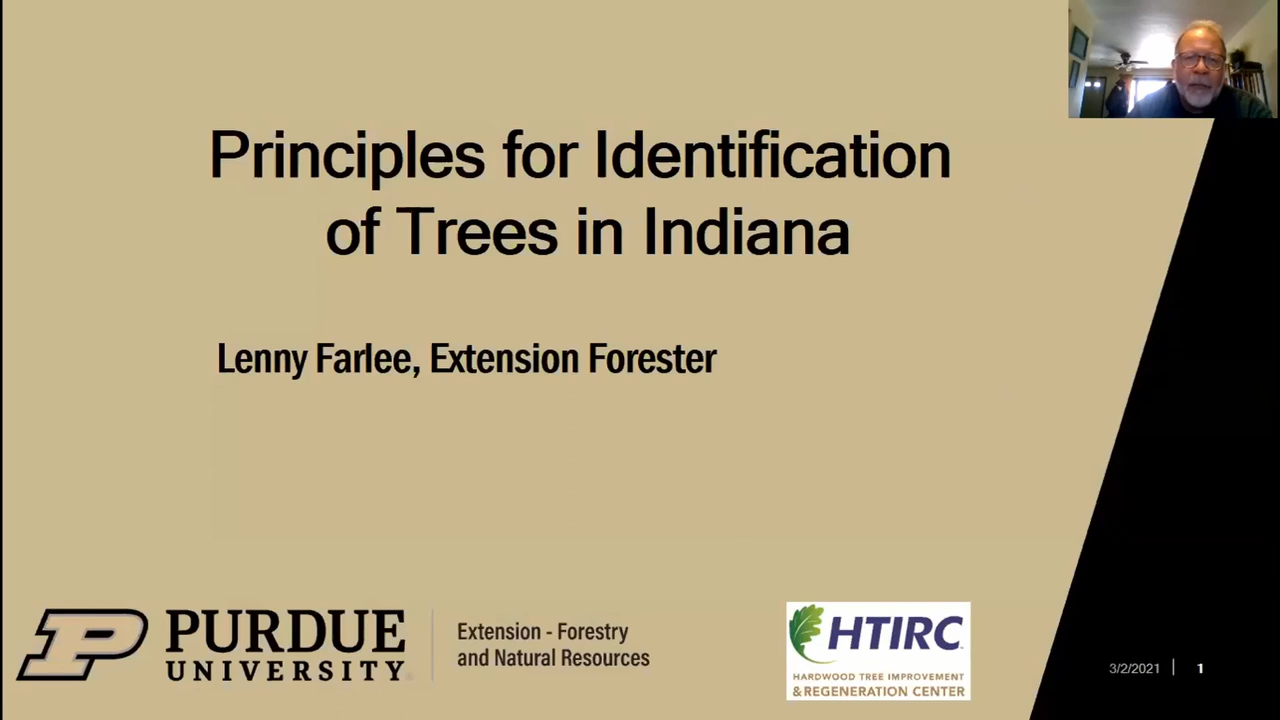 Principles for Identification
of Trees in Indiana
Lenny Farlee, Extension Forester
P PURDUE
UNIVERSITY
Extension - Forestry
and Natural Resources
HTIRC
HARDWOOD TREE IMPROVEMENT
& REGENERATION CENTER
3/2/2021 | 1